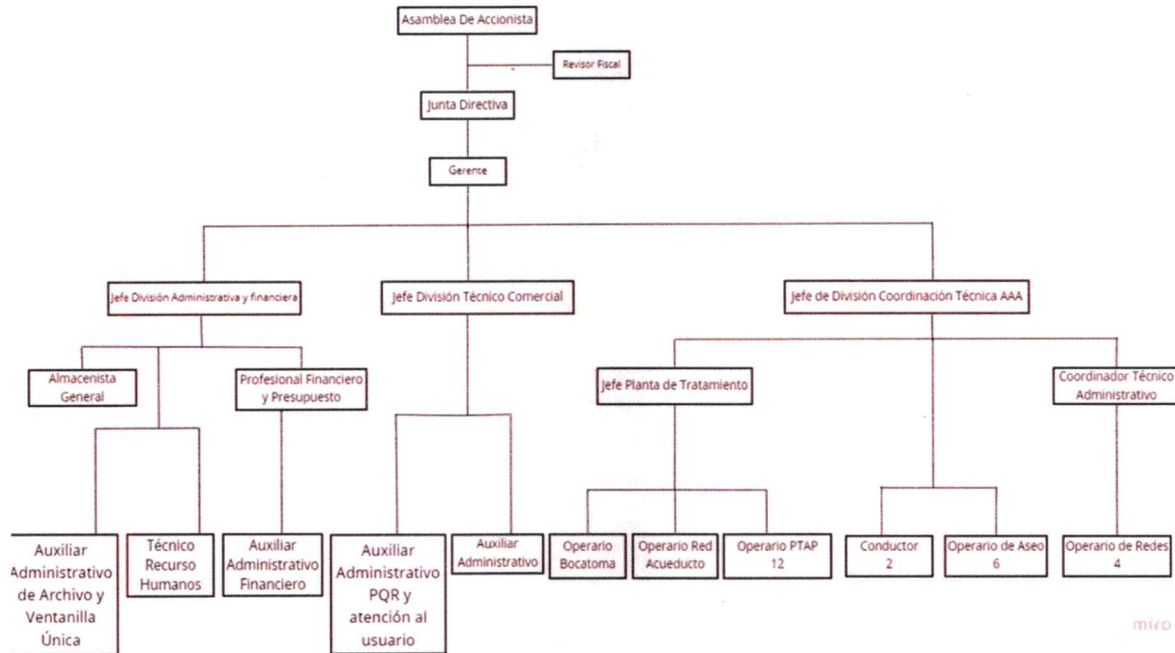 Asamblea De Accionista
Revisor Fiscal
Junta Directiva
Gerente
Jefe División Administrativa y financiera
Jefe División Técnico Comercial
Jefe de División Coordinación Técnica AAA
Almacenista
General
Profesional Financiero
y Presupuesto
Jefe Planta de Tratamiento
Coordinador Técnico
Administrativo
Auxiliar
Administrativo
de Archivo y
Ventanilla
Única
Técnico
Recurso
Humanos
Auxiliar
Administrativo
Financiero
Auxiliar
Administrativo
PQR y
atención al
usuario
Auxiliar
Administrativo
Operario
Bocatoma
Operario Red
Acueducto
Operario PTAP
12
Conductor
2
Operario de Aseo
6
Operario de Redes
4
miro